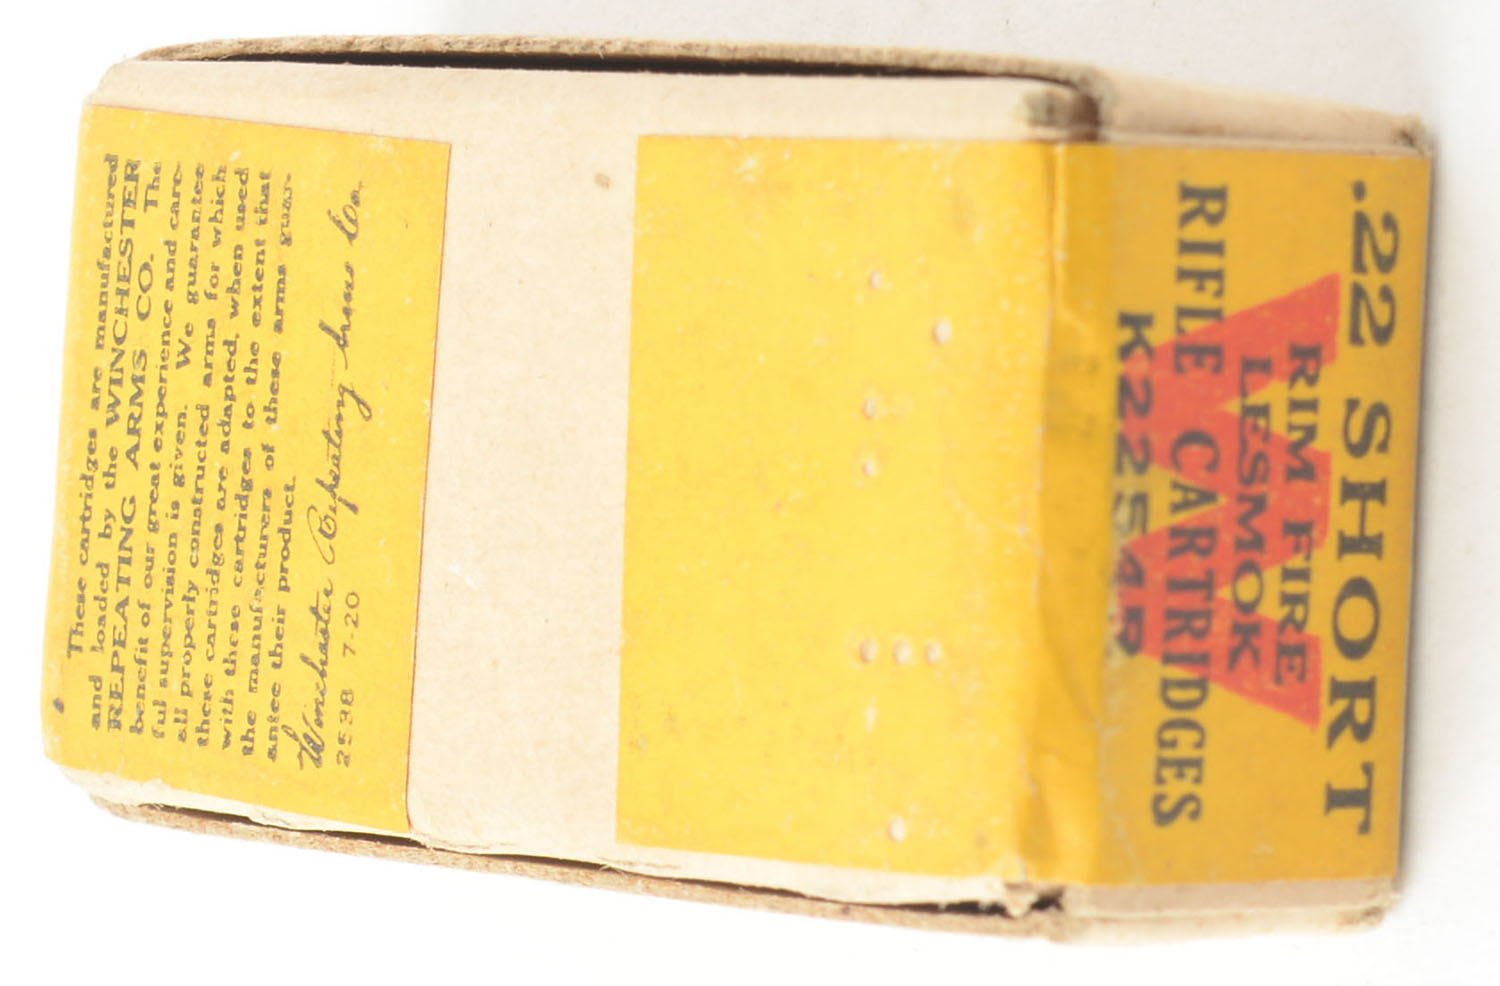 These cartridges are manufactured
and loaded by the WINCHESTER
REPEATING ARMS CO. The
benefit of our great experience and care-
ful supervision is given. We guarantee
all properly constructed arms for which
these cartridges are adapted, when used
with these cartridges to the extent that
the manufacturers of these arms guar-
antee their product.
Winchester Repeating Arms Co.
2598 7-20
.22 SHORT
RIM FIRE
LESMOK
RIFLE CARTRIDGES
K2254R
W